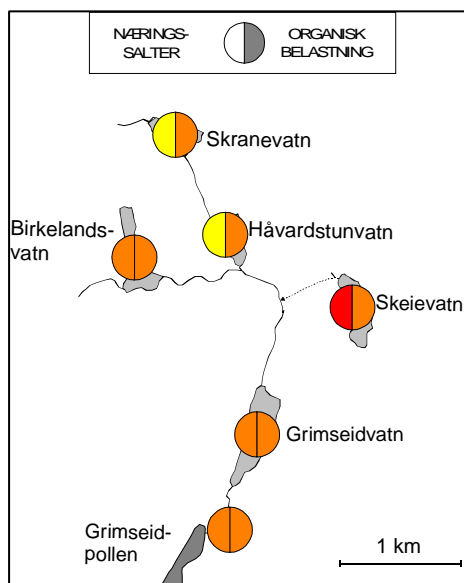 NÆRINGS-
SALTER
ORGANISK
BELASTNING
Skranevatn
Birkelands-
vatn
Håvardstunvatn
Skeievatn
Grimseidvatn
Grimseid-
pollen
1 km